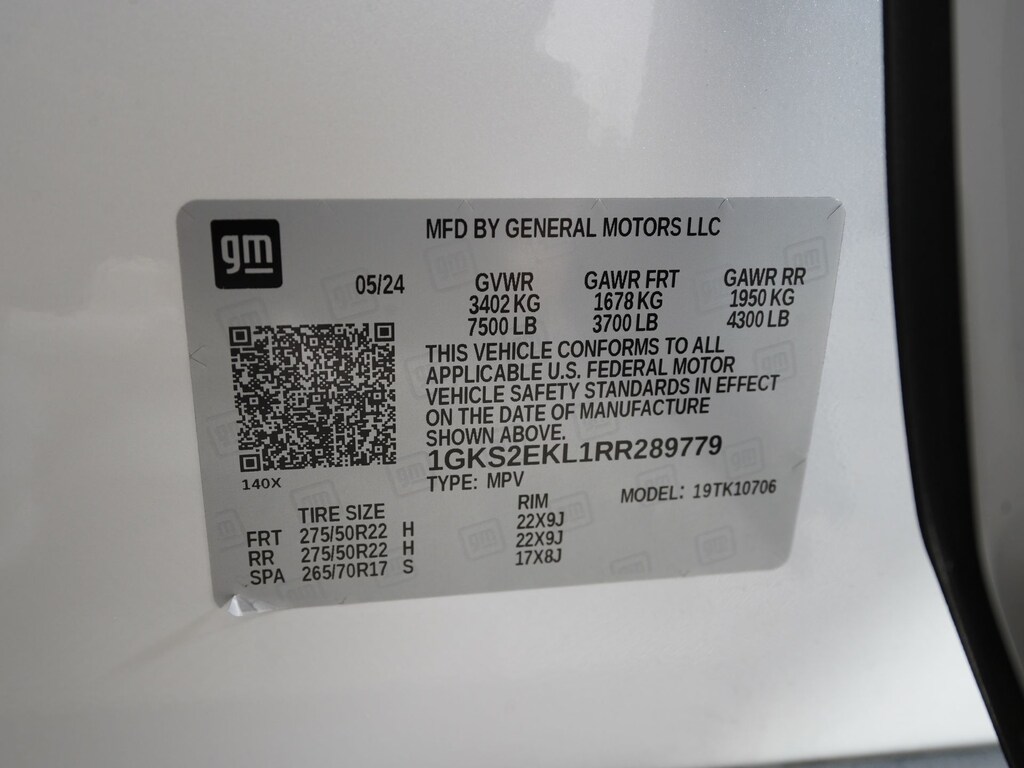 gm
MFD BY GENERAL MOTORS LLC
05/24 GVWR GAWR FRT GAWR RR
3402 KG 1678 KG 1950 KG
7500 LB 3700 LB 4300 LB
THIS VEHICLE CONFORMS TO ALL
APPLICABLE U.S. FEDERAL MOTOR
VEHICLE SAFETY STANDARDS IN EFFECT
ON THE DATE OF MANUFACTURE
SHOWN ABOVE.
1GKS2EKL1RR289779
140X
TYPE: MPV MODEL: 19TK10706
TIRE SIZE RIM
FRT 275/50R22 H 22X9J
RR 275/50R22 H 22X9J
SPA 265/70R17 S 17X8J